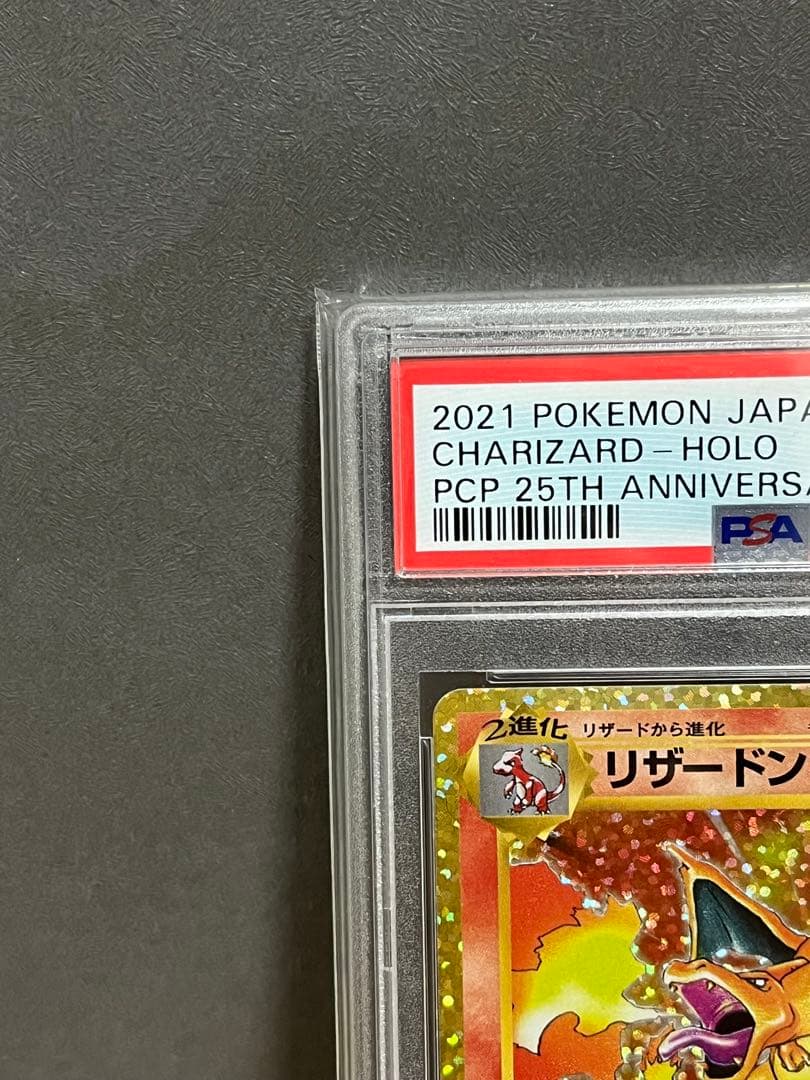 2021 POKEMON JAPA
CHARIZARD - HOLO
PCP 25TH ANNIVERSA
PSA
2進化 リザードから進化
リザードン